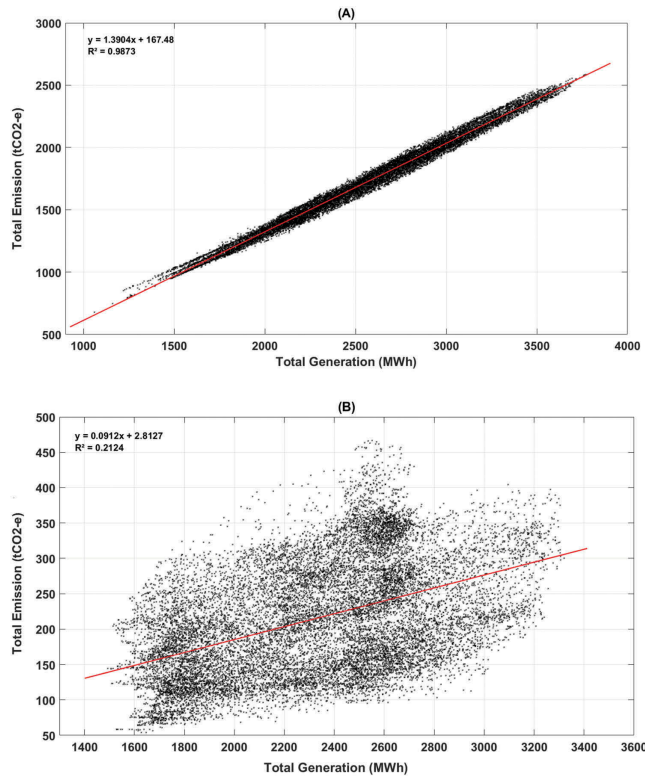 (A)
3000
y = 1.3904x + 167.48
R² = 0.9873
2500
2000
1500
1000
500
Total Emission (tCO2-e)
1000 1500 2000 2500 3000 3500 4000
Total Generation (MWh)
(B)
500
y = 0.0912x + 2.8127
R² = 0.2124
450
400
350
300
250
200
150
100
50
Total Emission (tCO2-e)
1400 1600 1800 2000 2200 2400 2600 2800 3000 3200 3400 3600
Total Generation (MWh)